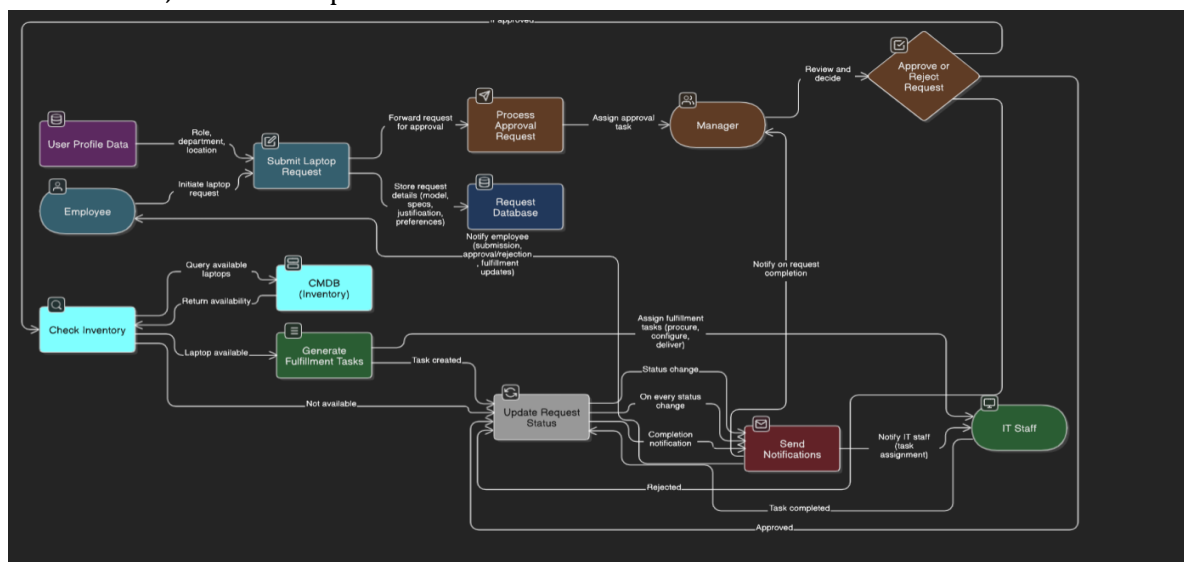 If approved
Approve or
Reject
Request
Review and
decide
Process
Approval
Request
Forward request
for approval
Assign approval
task
Manager
User Profile Data
Role,
department,
location
Submit Laptop
Request
Initiate laptop
request
Store request
details (model,
specs,
justification,
preferences)
Request
Database
Employee
Notify employee
(submission,
approval/rejection
, fulfillment
updates)
Notify on request
completion
Query available
laptops
CMDB
(Inventory)
Return availability
Check Inventory
Assign fulfillment
tasks (procure,
configure,
deliver)
Laptop available
Generate
Fulfillment Tasks
Task created
Status change
Not available
Update Request
Status
On every status
change
Completion
notification
Send
Notifications
Notify IT staff
(task
assignment)
IT Staff
Rejected
Task completed
Approved